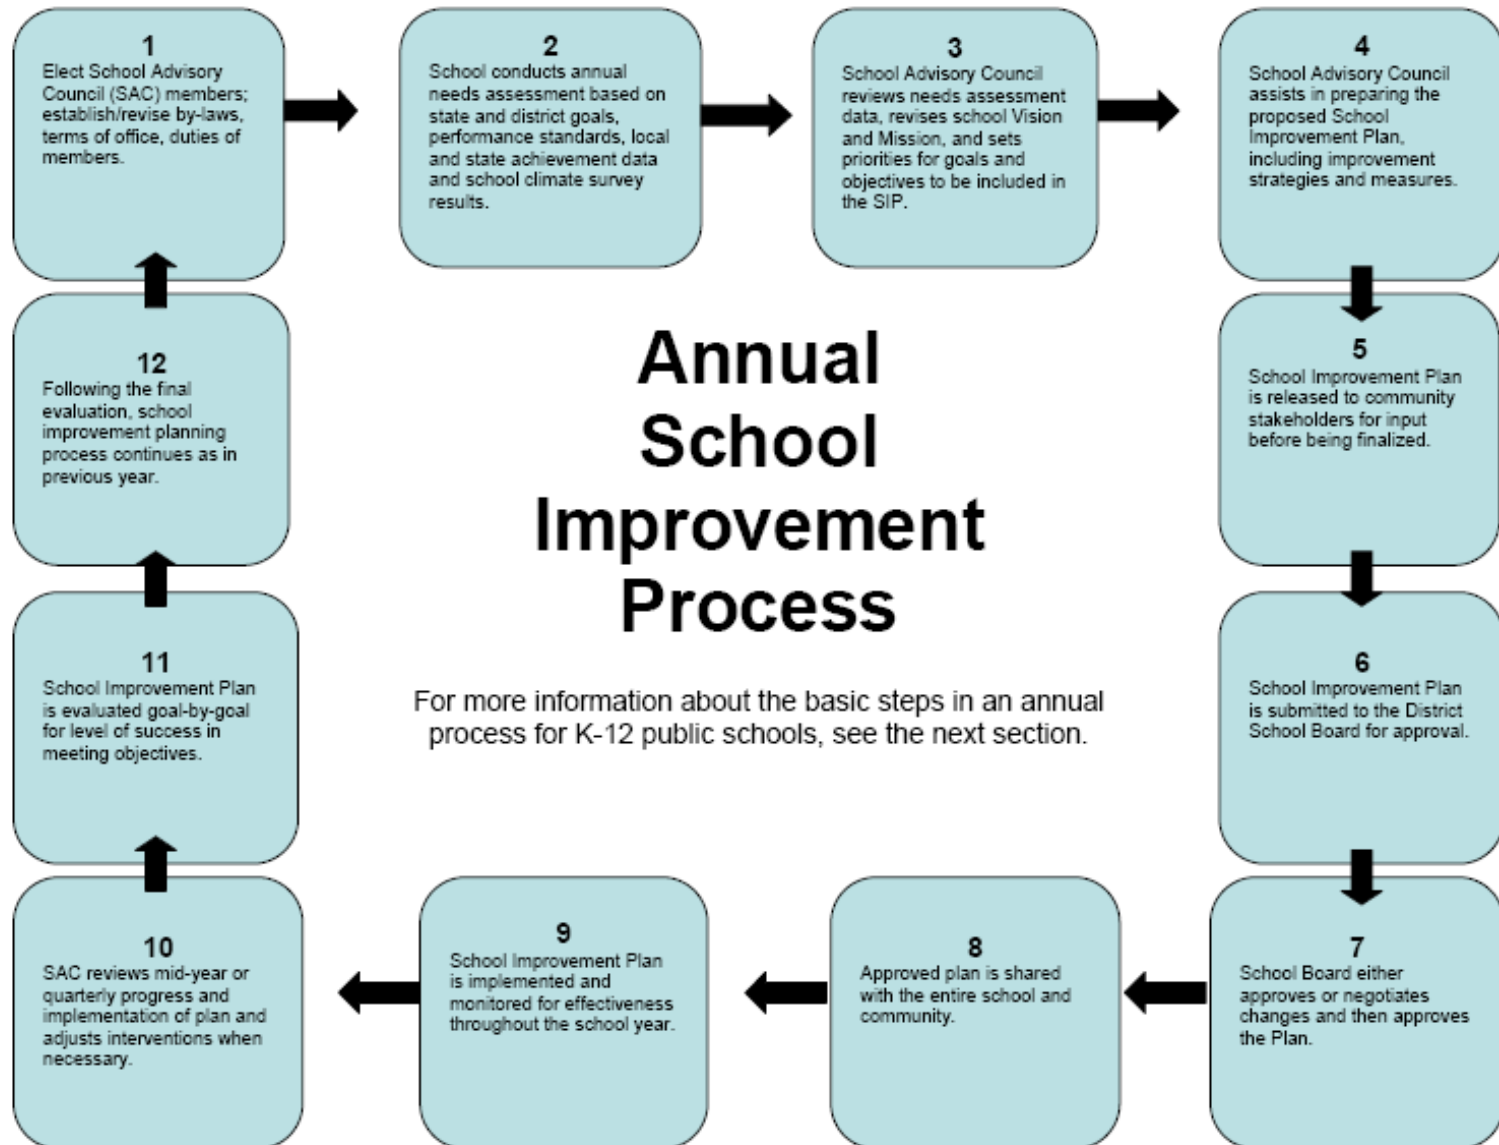 1
Elect School Advisory
Council (SAC) members;
establish/revise by-laws,
terms of office, duties of
members.
2
School conducts annual
needs assessment based on
state and district goals,
performance standards, local
and state achievement data
and school climate survey
results.
3
School Advisory Council
reviews needs assessment
data, revises school Vision
and Mission, and sets
priorities for goals and
objectives to be included in
the SIP.
4
School Advisory Council
assists in preparing the
proposed School
Improvement Plan,
including improvement
strategies and measures.
5
School Improvement Plan
is released to community
stakeholders for input
before being finalized.
6
School Improvement Plan
is submitted to the District
School Board for approval.
7
School Board either
approves or negotiates
changes and then approves
the Plan.
8
Approved plan is shared
with the entire school and
community.
9
School Improvement Plan
is implemented and
monitored for effectiveness
throughout the school year.
10
SAC reviews mid-year or
quarterly progress and
implementation of plan and
adjusts interventions when
necessary.
11
School Improvement Plan
is evaluated goal-by-goal
for level of success in
meeting objectives.
12
Following the final
evaluation, school
improvement planning
process continues as in
previous year.
Annual
School
Improvement
Process
For more information about the basic steps in an annual
process for K-12 public schools, see the next section.